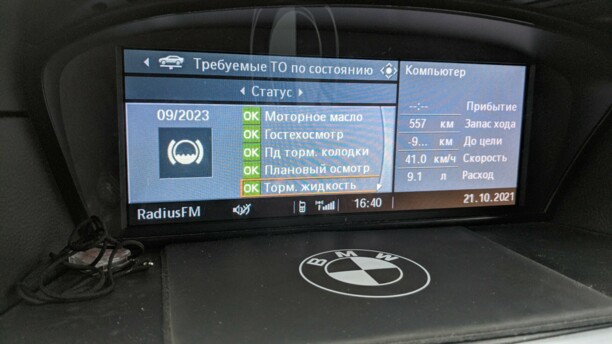 Требуемые ТО по состоянию
Статус
09/2023
OK Моторное масло
OK Гостехосмотр
OK Пд торм. колодки
OK Плановый осмотр
OK Торм. жидкость
RadiusFM
16:40
Компьютер
--:-- Прибытие
557 км Запас хода
-9... км До цели
41.0 км/ч Скорость
9.1 л Расход
21.10.2021
BMW